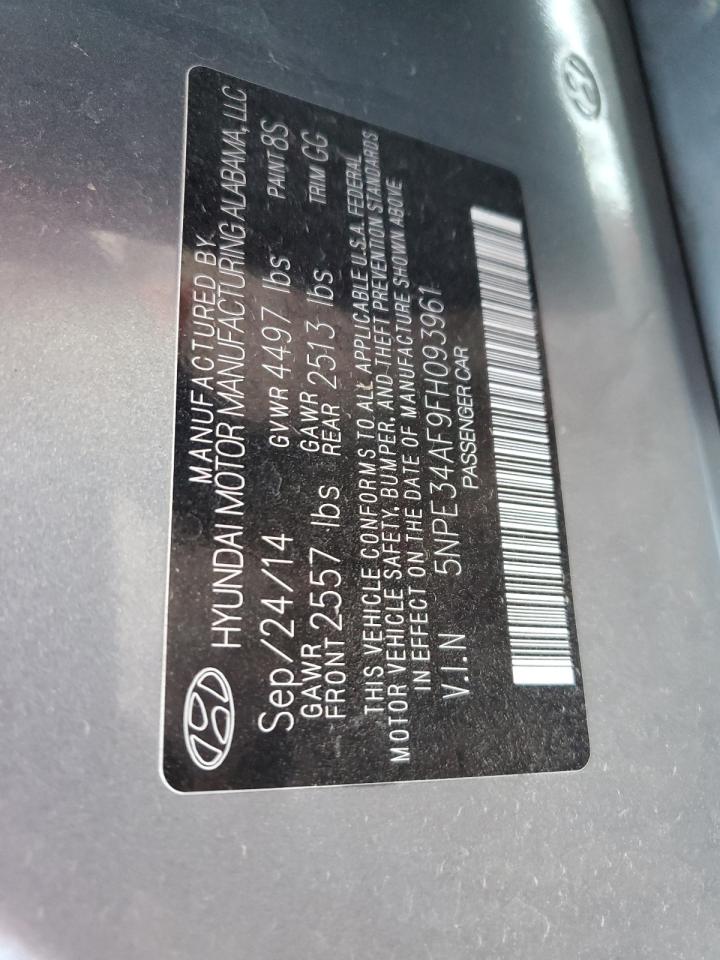 MANUFACTURED BY
HYUNDAI MOTOR MANUFACTURING ALABAMA, LLC
Sep/24/14 GVWR 4497 lbs PAINT 8S
GAWR FRONT 2557 lbs GAWR REAR 2513 lbs TRIM GG
THIS VEHICLE CONFORMS TO ALL APPLICABLE U.S.A. FEDERAL
MOTOR VEHICLE SAFETY, BUMPER, AND THEFT PREVENTION STANDARDS
IN EFFECT ON THE DATE OF MANUFACTURE SHOWN ABOVE
V.I.N 5NPE34AF9FH093961
PASSENGER CAR